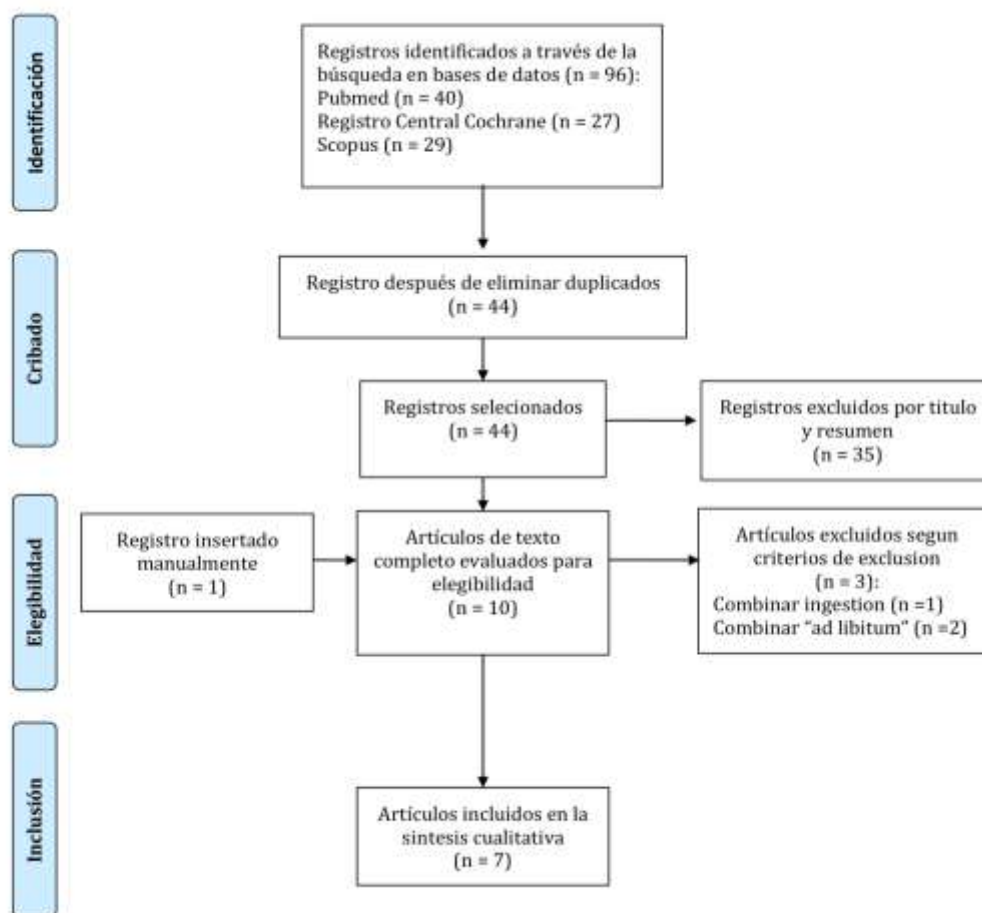 Identificación
Registros identificados a través de la
búsqueda en bases de datos (n = 96):
Pubmed (n = 40)
Registro Central Cochrane (n = 27)
Scopus (n = 29)
Cribado
Registro después de eliminar duplicados
(n = 44)
Registros selecionados
(n = 44)
Registros excluidos por titulo
y resumen
(n = 35)
Elegibilidad
Registro insertado
manualmente
(n = 1)
Artículos de texto
completo evaluados para
elegibilidad
(n = 10)
Artículos excluidos segun
criterios de exclusion
(n = 3):
Combinar ingestion (n =1)
Combinar “ad libitum” (n =2)
Inclusión
Artículos incluidos en la
sintesis cualitativa
(n = 7)